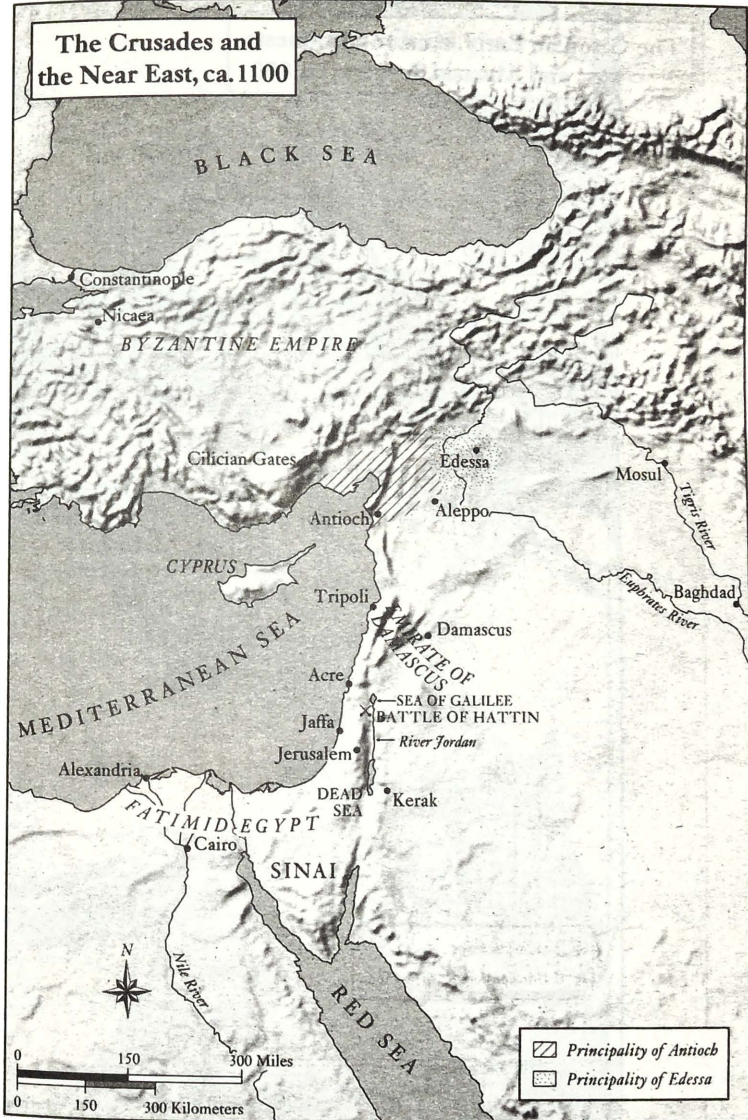 The Crusades and
the Near East, ca. 1100
BLACK SEA
Constantinople
Nicaea
BYZANTINE EMPIRE
Cilician Gates
Edessa
Mosul
Antioch
Aleppo
Tigris River
CYPRUS
Euphrates River
Baghdad
Tripoli
Damascus
EMIRATE OF
DAMASCUS
MEDITERRANEAN SEA
Acre
SEA OF GALILEE
BATTLE OF HATTIN
Jaffa
River Jordan
Jerusalem
Alexandria
DEAD
SEA
Kerak
FATIMID EGYPT
Cairo
SINAI
N
Nile River
RED SEA
0 150 300 Miles
0 150 300 Kilometers
Principality of Antioch
Principality of Edessa